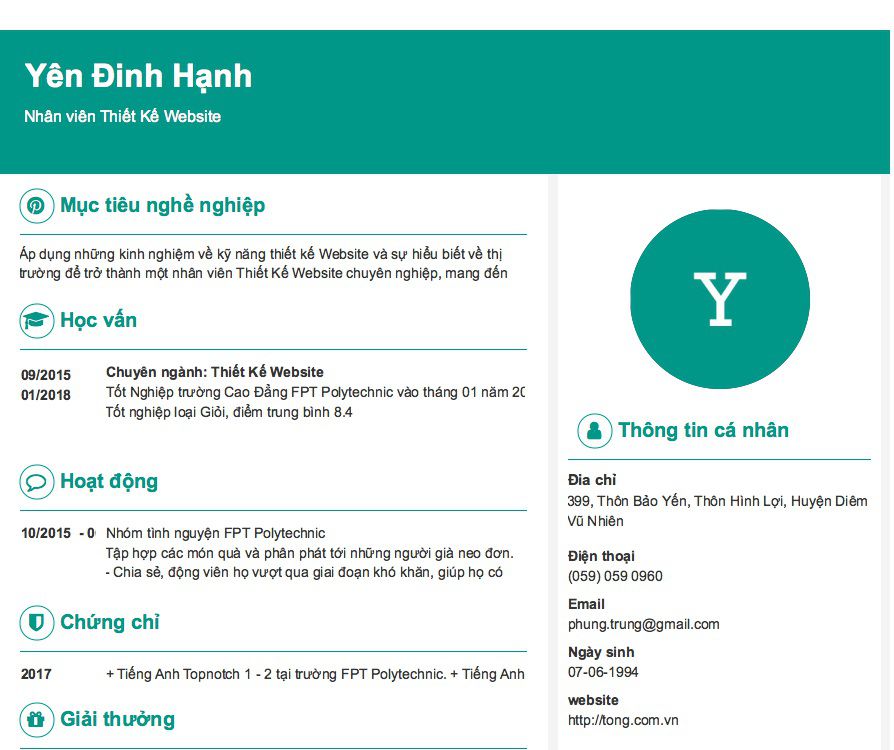 Yên Đinh Hạnh
Nhân viên Thiết Kế Website
Mục tiêu nghề nghiệp
Áp dụng những kinh nghiệm về kỹ năng thiết kế Website và sự hiểu biết về thị
trường để trở thành một nhân viên Thiết Kế Website chuyên nghiệp, mang đến
Học vấn
09/2015
01/2018
Chuyên ngành: Thiết Kế Website
Tốt Nghiệp trường Cao Đẳng FPT Polytechnic vào tháng 01 năm
Tốt nghiệp loại Giỏi, điểm trung bình 8.4
Hoạt động
10/2015 -
Nhóm tình nguyện FPT Polytechnic
Tập hợp các món quà và phân phát tới những người già neo đơn.
- Chia sẻ, động viên họ vượt qua giai đoạn khó khăn, giúp họ có
Chứng chỉ
2017
+ Tiếng Anh Topnotch 1 - 2 tại trường FPT Polytechnic. + Tiếng Anh
Giải thưởng
Y
Thông tin cá nhân
Đia chỉ
399, Thôn Bảo Yến, Thôn Hình Lợi, Huyện Diêm
Vũ Nhiên
Điện thoại
(059) 059 0960
Email
phung.trung@gmail.com
Ngày sinh
07-06-1994
website
http://tong.com.vn